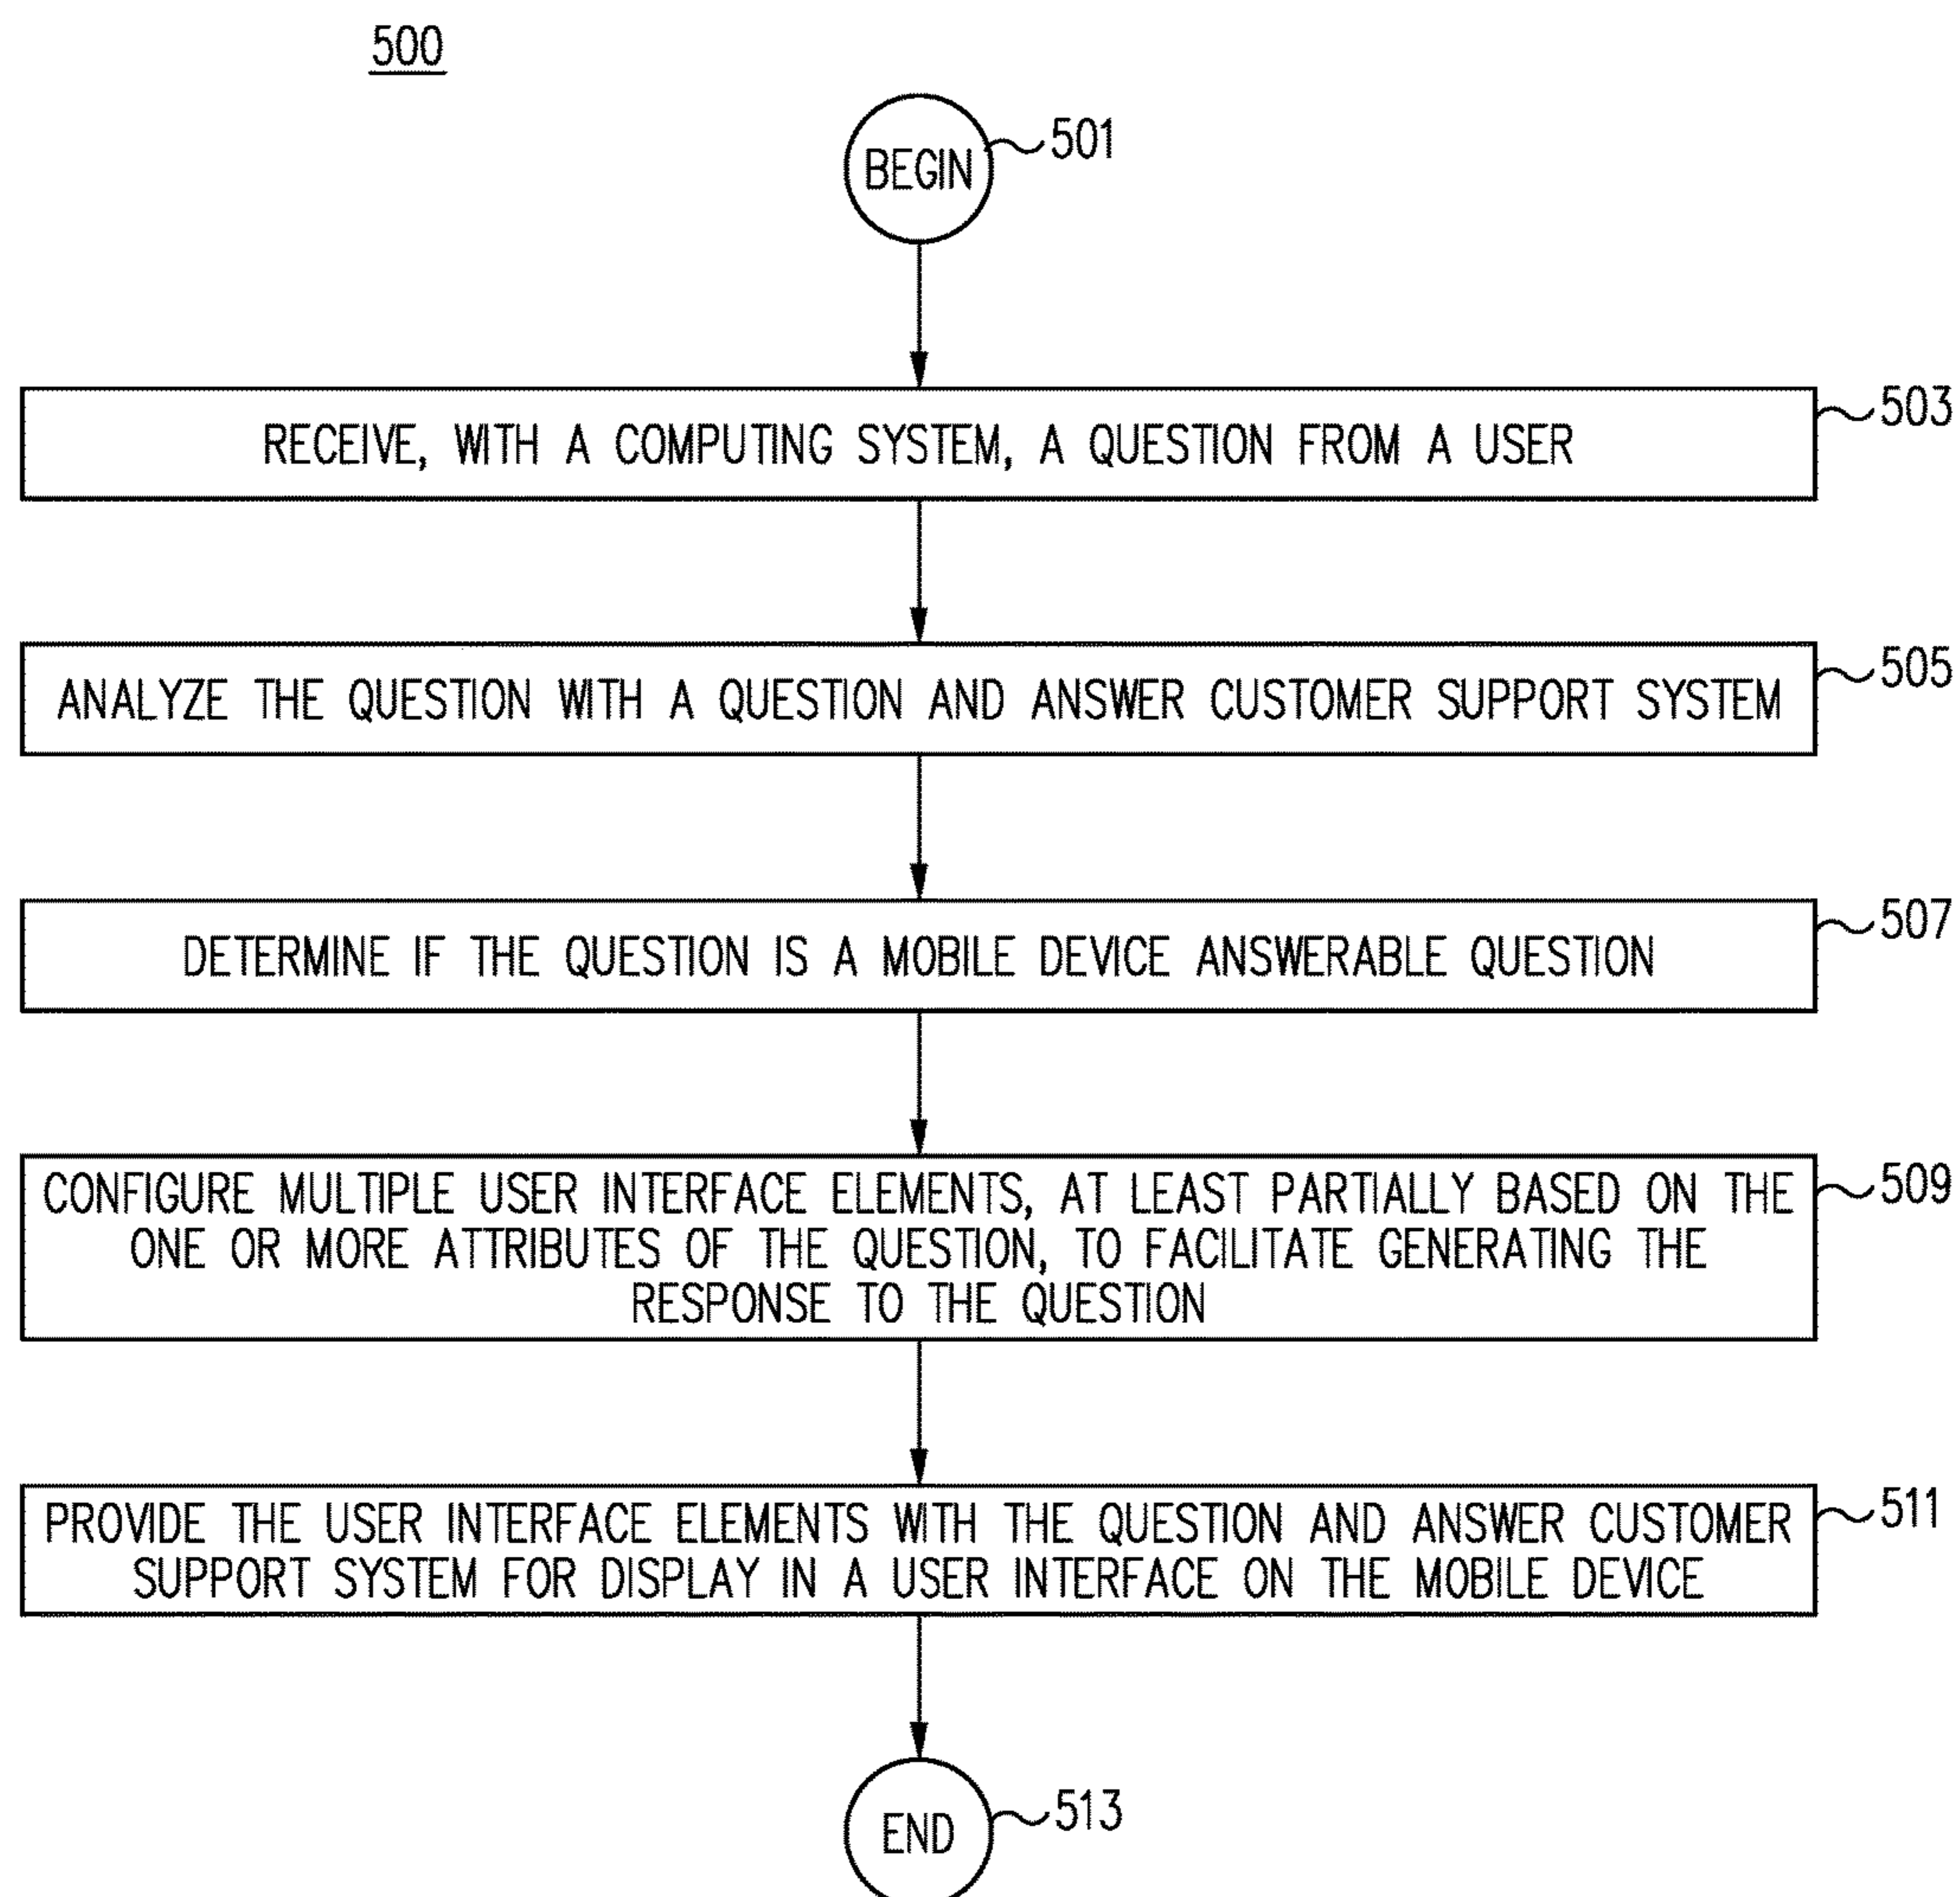 500
BEGIN
501
RECEIVE, WITH A COMPUTING SYSTEM, A QUESTION FROM A USER
503
ANALYZE THE QUESTION WITH A QUESTION AND ANSWER CUSTOMER SUPPORT SYSTEM
505
DETERMINE IF THE QUESTION IS A MOBILE DEVICE ANSWERABLE QUESTION
507
CONFIGURE MULTIPLE USER INTERFACE ELEMENTS, AT LEAST PARTIALLY BASED ON THE
ONE OR MORE ATTRIBUTES OF THE QUESTION, TO FACILITATE GENERATING THE
RESPONSE TO THE QUESTION
509
PROVIDE THE USER INTERFACE ELEMENTS WITH THE QUESTION AND ANSWER CUSTOMER
SUPPORT SYSTEM FOR DISPLAY IN A USER INTERFACE ON THE MOBILE DEVICE
511
END
513